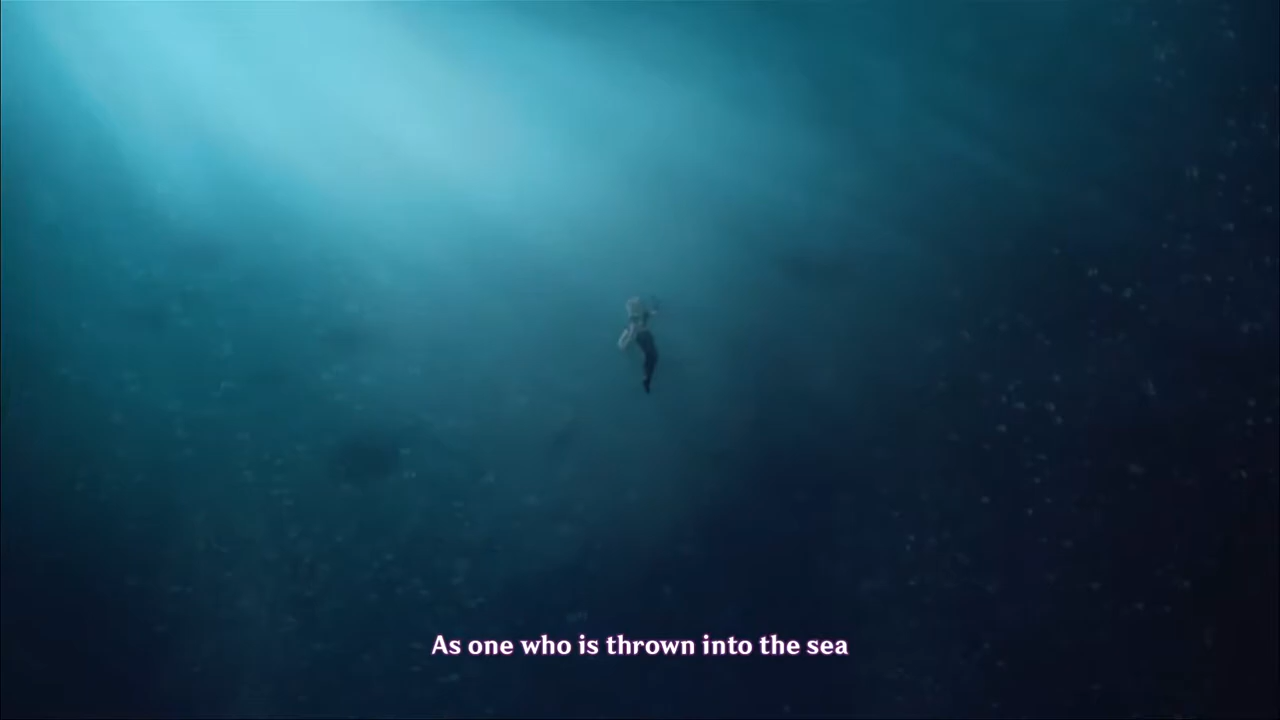 As one who is thrown into the sea